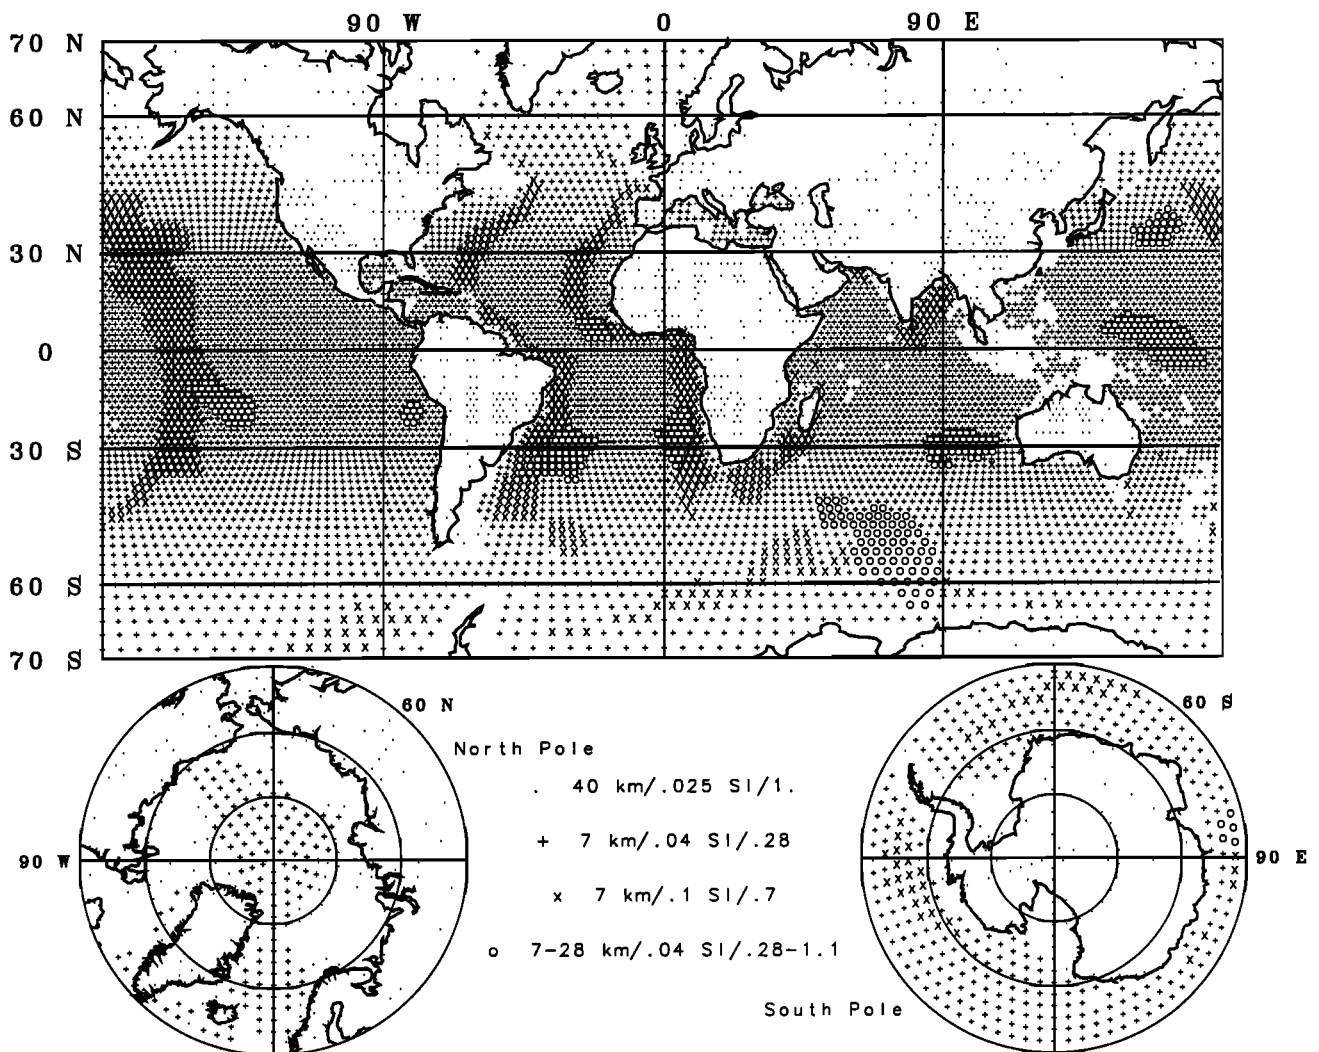 90 W 0 90 E
70 N
60 N
30 N
0
30 S
60 S
70 S
60 N
60 S
North Pole
. 40 km/.025 SI/1.
+ 7 km/.04 SI/.28
90 W
90 E
x 7 km/.1 SI/.7
o 7-28 km/.04 SI/.28-1.1
South Pole